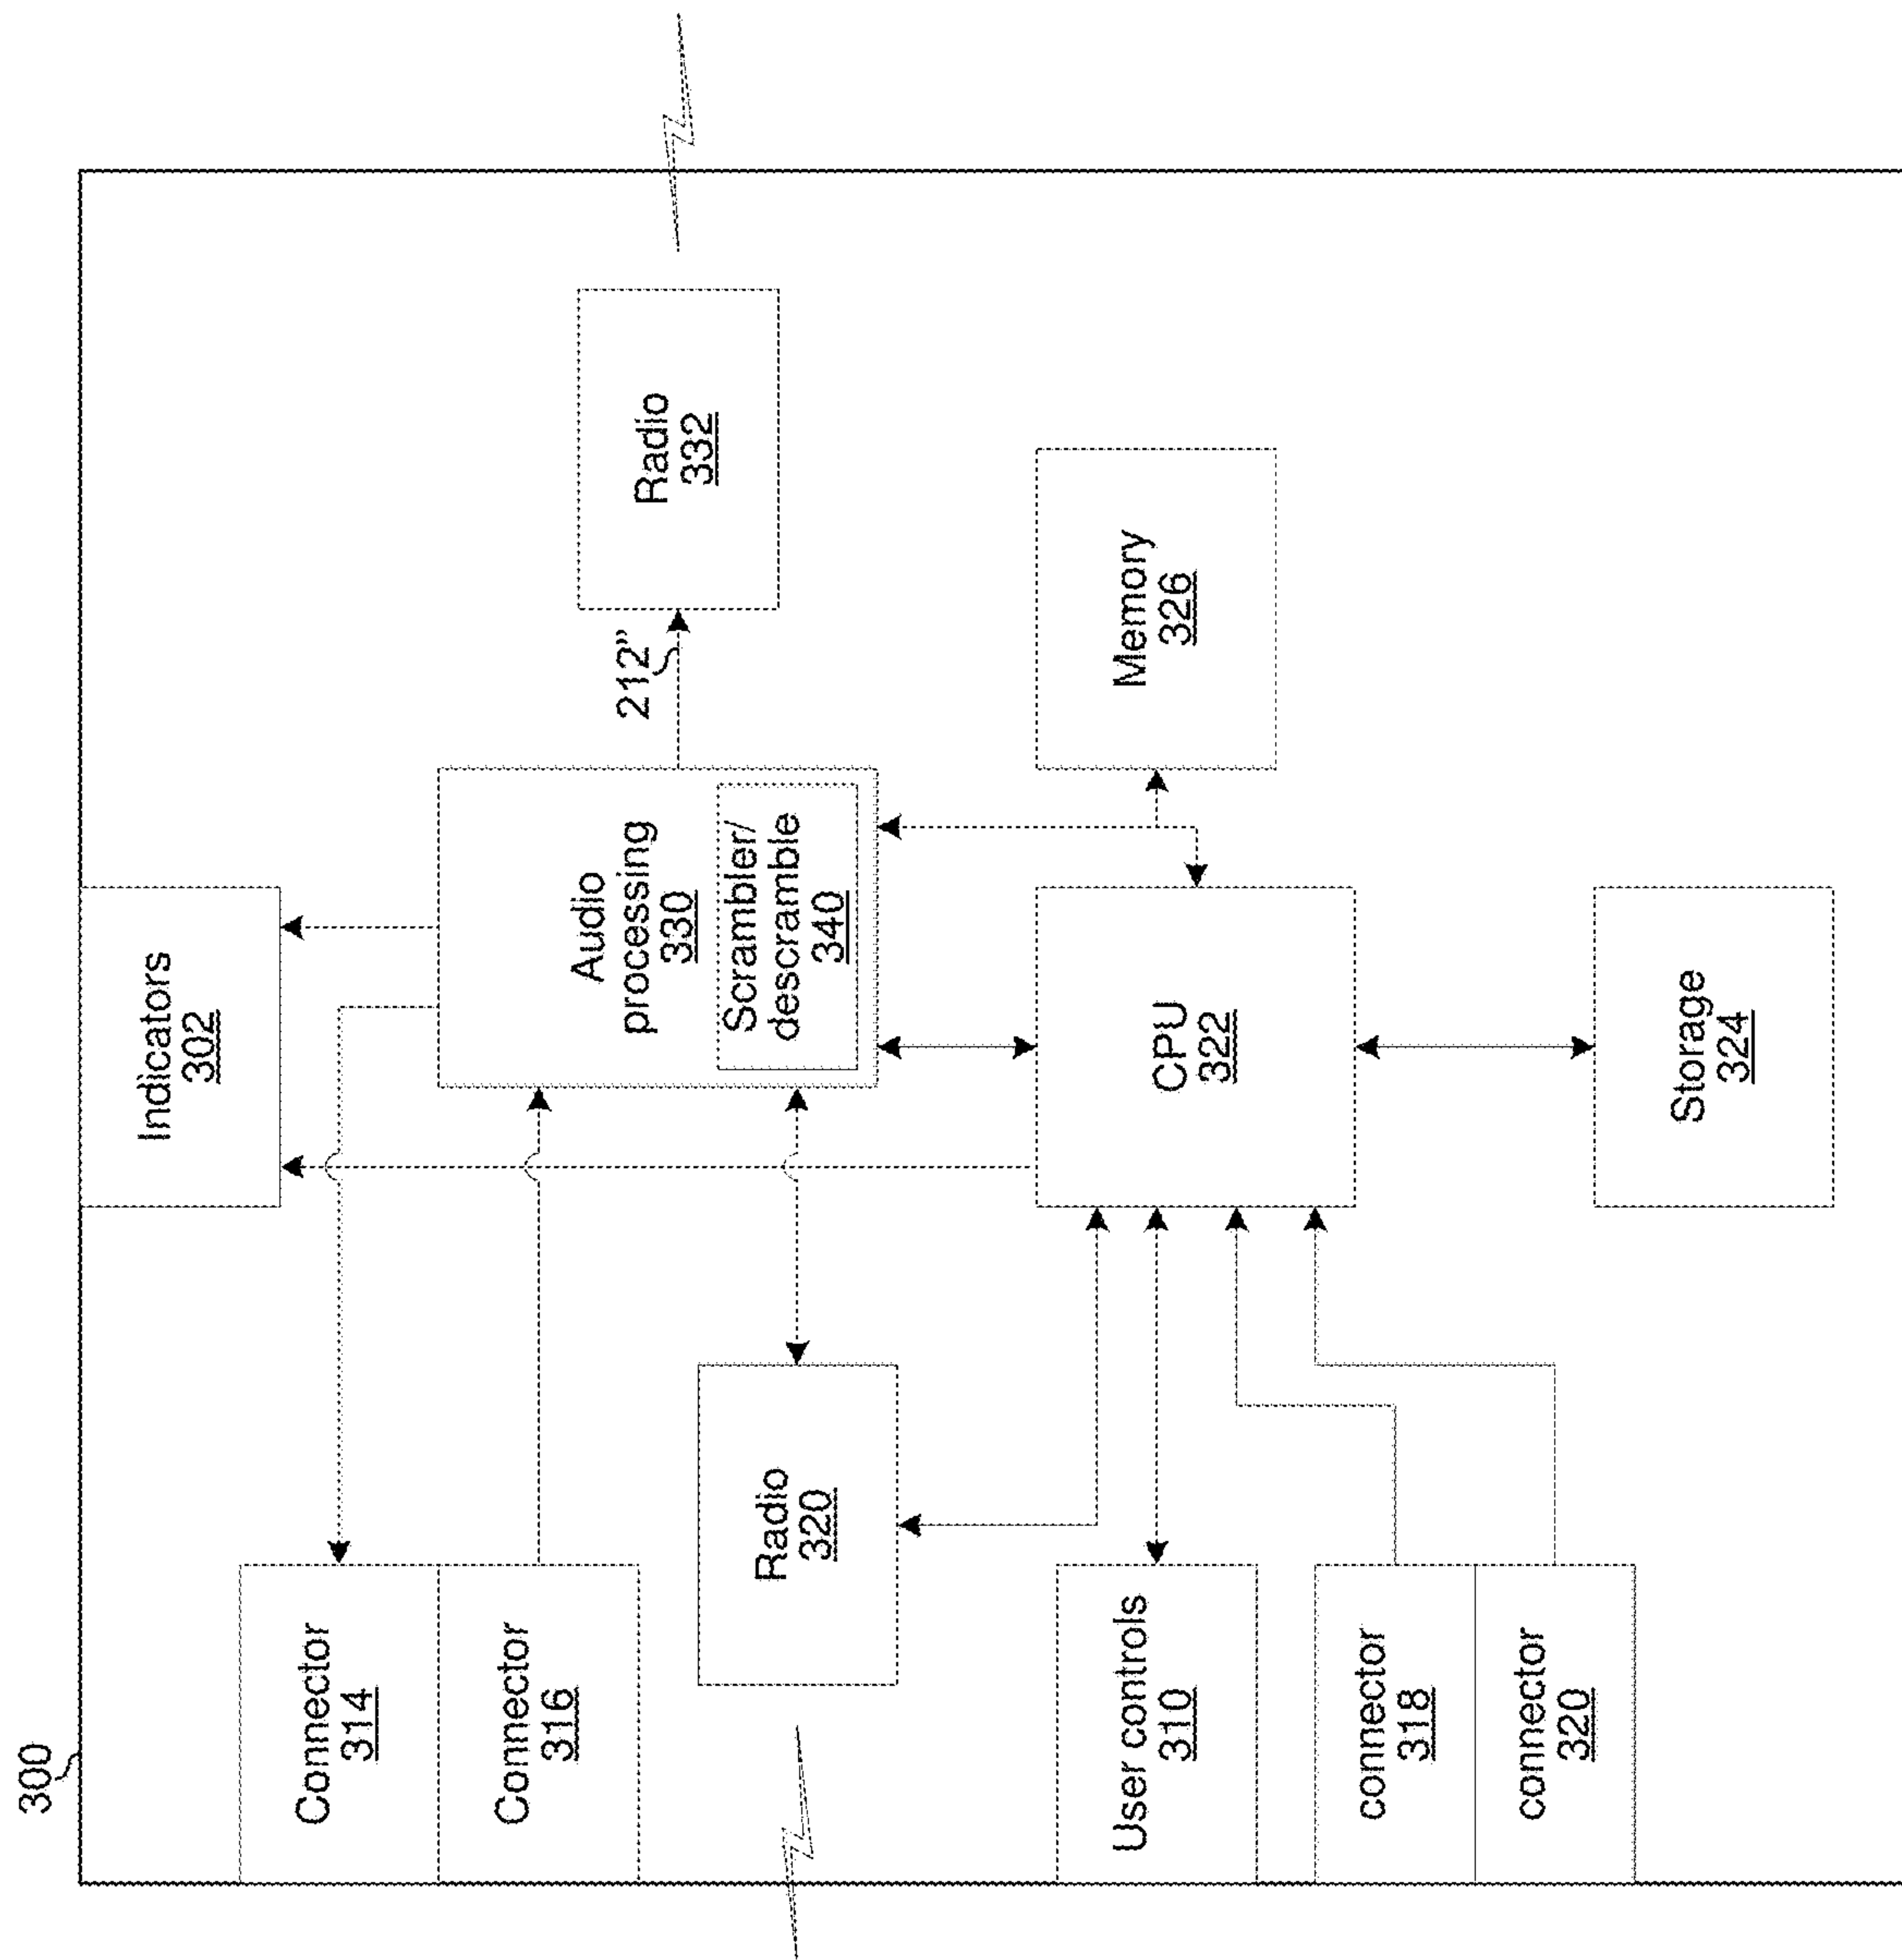 300
Indicators
302
Connector
314
Connector
316
Audio
processing
330
Scrambler/
descramble
340
212”
Radio
332
Radio
320
User controls
310
CPU
322
Memory
326
connector
318
connector
320
Storage
324